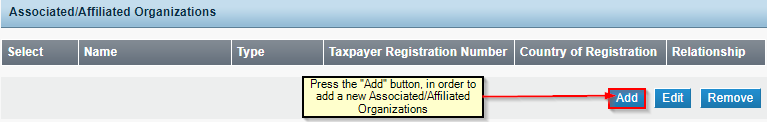 Associated/Affiliated Organizations
Select Name Type Taxpayer Registration Number Country of Registration Relationship
Press the "Add" button, in order to
add a new Associated/Affiliated
Organizations
Add Edit Remove